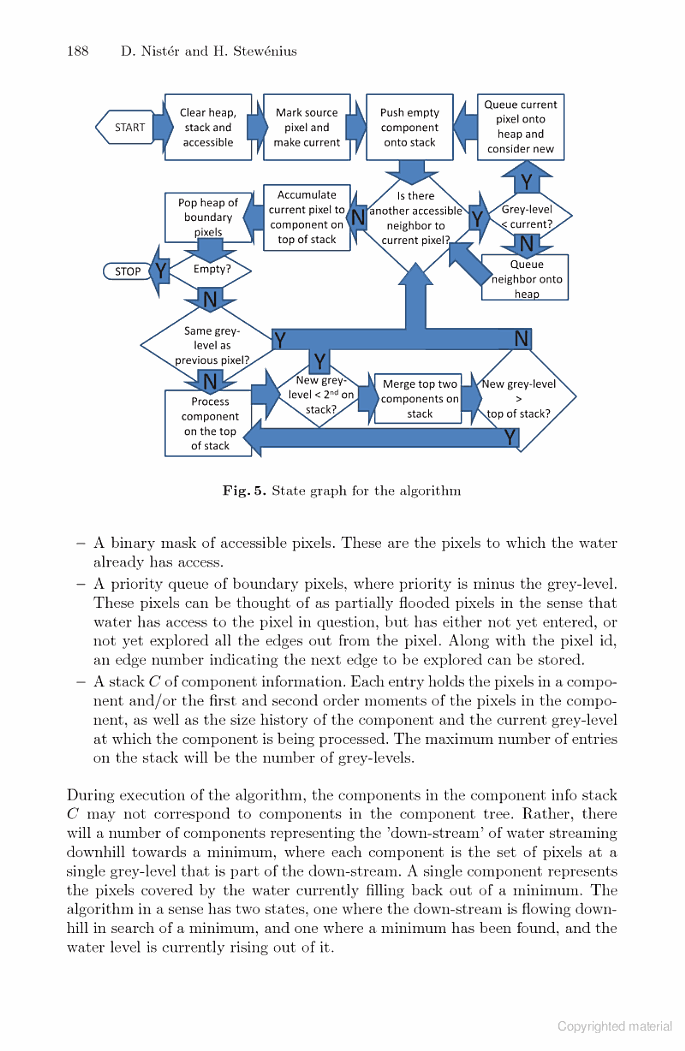 188 D. Nistér and H. Stewénius
START
Clear heap,
stack and
accessible
Mark source
pixel and
make current
Push empty
component
onto stack
Queue current
pixel onto
heap and
consider new
Y
Pop heap of
boundary
pixels
Accumulate
current pixel to
component on
top of stack
N
Is there
another accessible
neighbor to
current pixel?
Y
Grey-level
< current?
N
Queue
neighbor onto
heap
STOP
Y
Empty?
N
Same grey-
level as
previous pixel?
Y
N
N
Y
Process
component
on the top
of stack
New grey-
level < 2nd on
stack?
Merge top two
components on
stack
New grey-level
>
top of stack?
Y
Fig. 5. State graph for the algorithm
– A binary mask of accessible pixels. These are the pixels to which the water
already has access.
– A priority queue of boundary pixels, where priority is minus the grey-level.
These pixels can be thought of as partially flooded pixels in the sense that
water has access to the pixel in question, but has either not yet entered, or
not yet explored all the edges out from the pixel. Along with the pixel id,
an edge number indicating the next edge to be explored can be stored.
– A stack C of component information. Each entry holds the pixels in a compo-
nent and/or the first and second order moments of the pixels in the compo-
nent, as well as the size history of the component and the current grey-level
at which the component is being processed. The maximum number of entries
on the stack will be the number of grey-levels.
During execution of the algorithm, the components in the component info stack
C may not correspond to components in the component tree. Rather, there
will a number of components representing the 'down-stream' of water streaming
downhill towards a minimum, where each component is the set of pixels at a
single grey-level that is part of the down-stream. A single component represents
the pixels covered by the water currently filling back out of a minimum. The
algorithm in a sense has two states, one where the down-stream is flowing down-
hill in search of a minimum, and one where a minimum has been found, and the
water level is currently rising out of it.
Copyrighted material